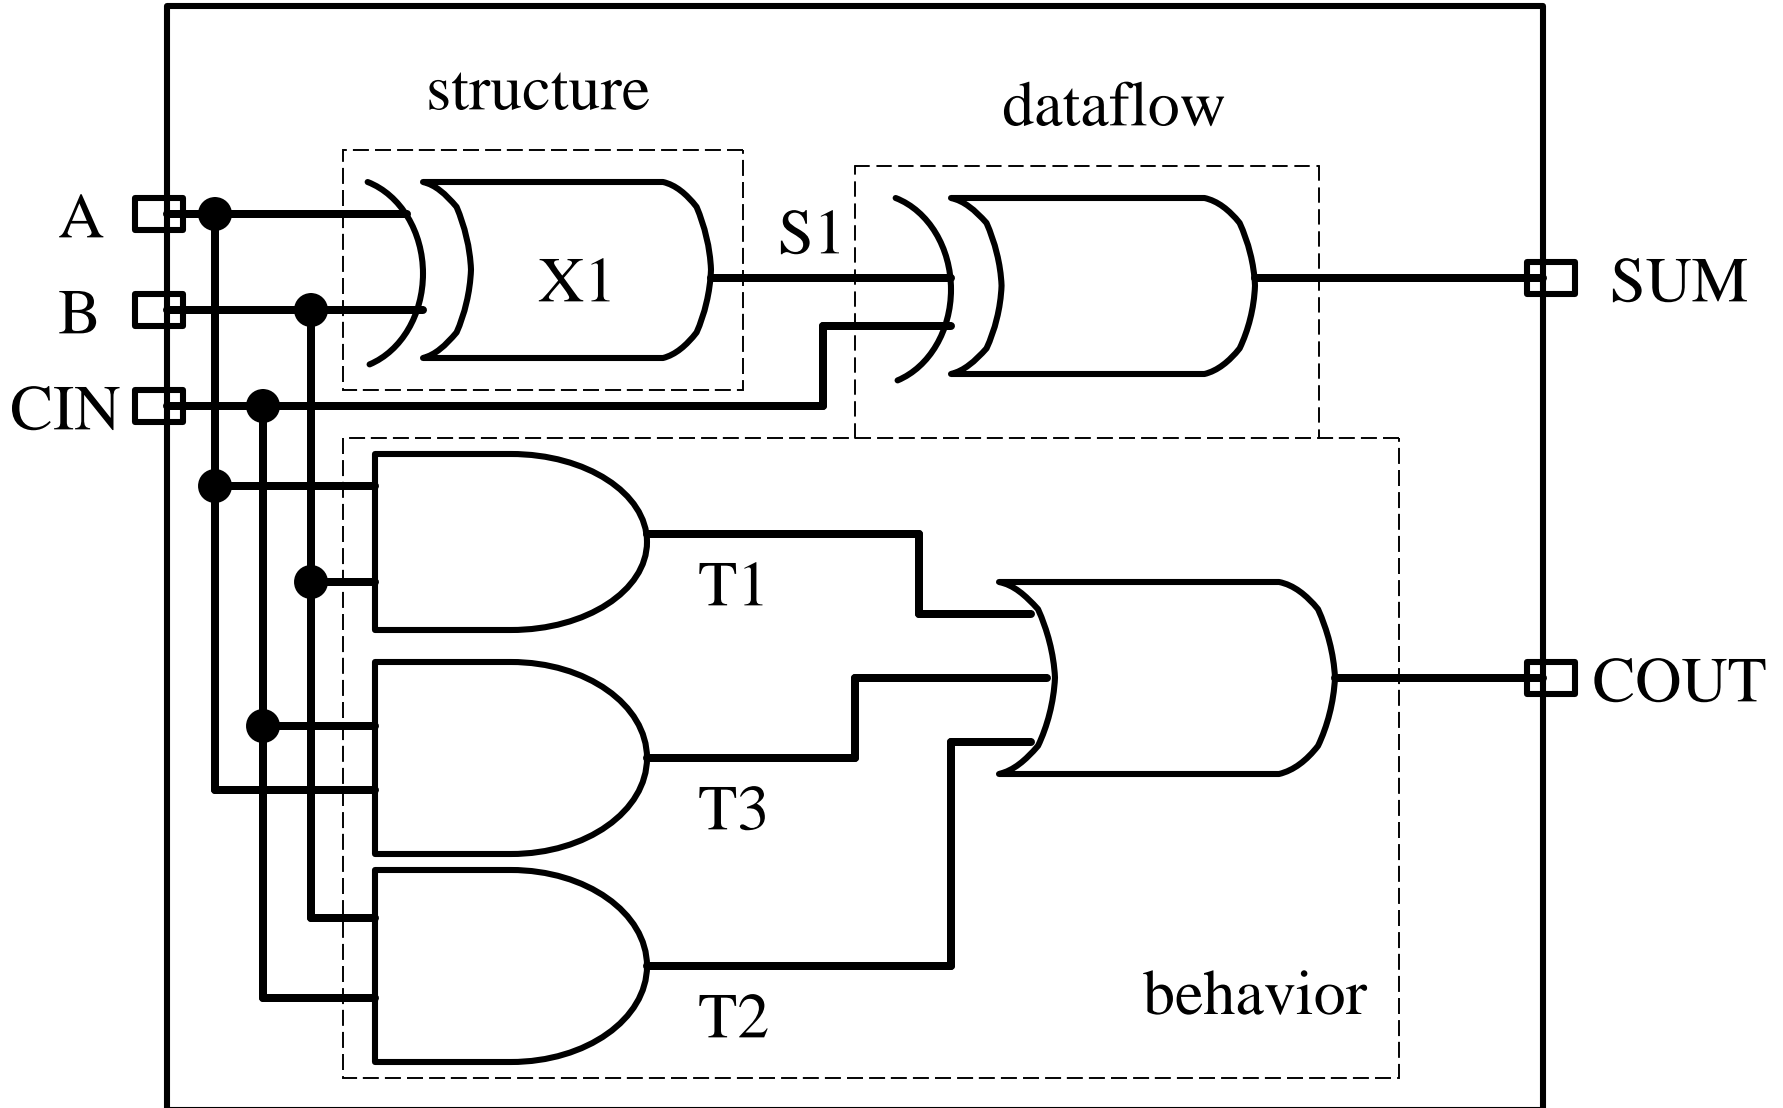 structure
dataflow
A
S1
B
X1
SUM
CIN
T1
COUT
T3
behavior
T2